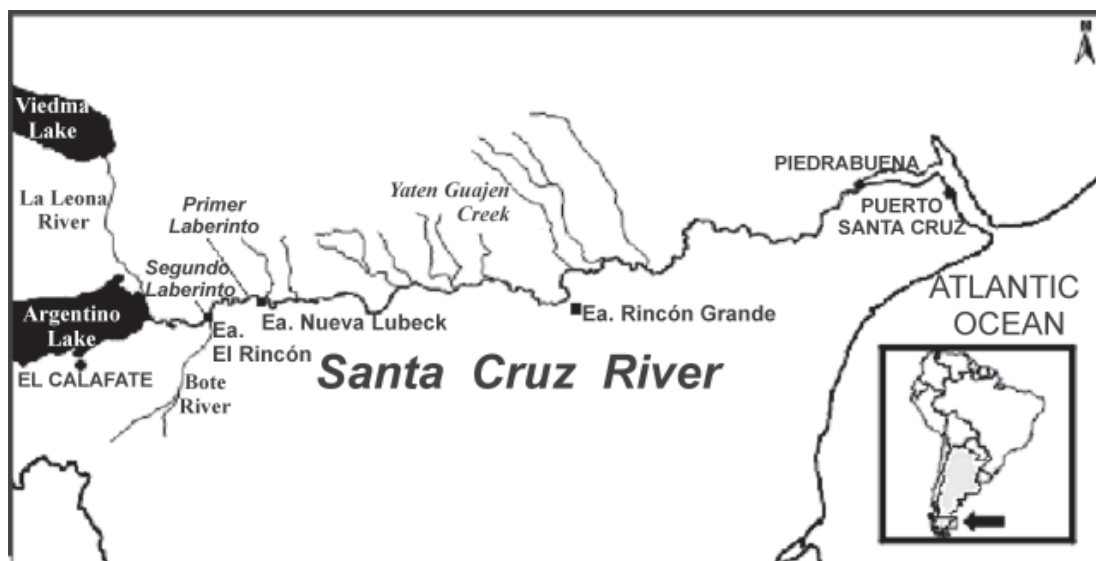 N
Viedma
Lake
La Leona
River
Primer
Laberinto
Yaten Guajen
Creek
PIEDRABUENA
PUERTO
SANTA CRUZ
Segundo
Laberinto
Argentino
Lake
Ea.
El Rincón
Ea. Nueva Lubeck
Ea. Rincón Grande
ATLANTIC
OCEAN
EL CALAFATE
Bote
River
Santa Cruz River